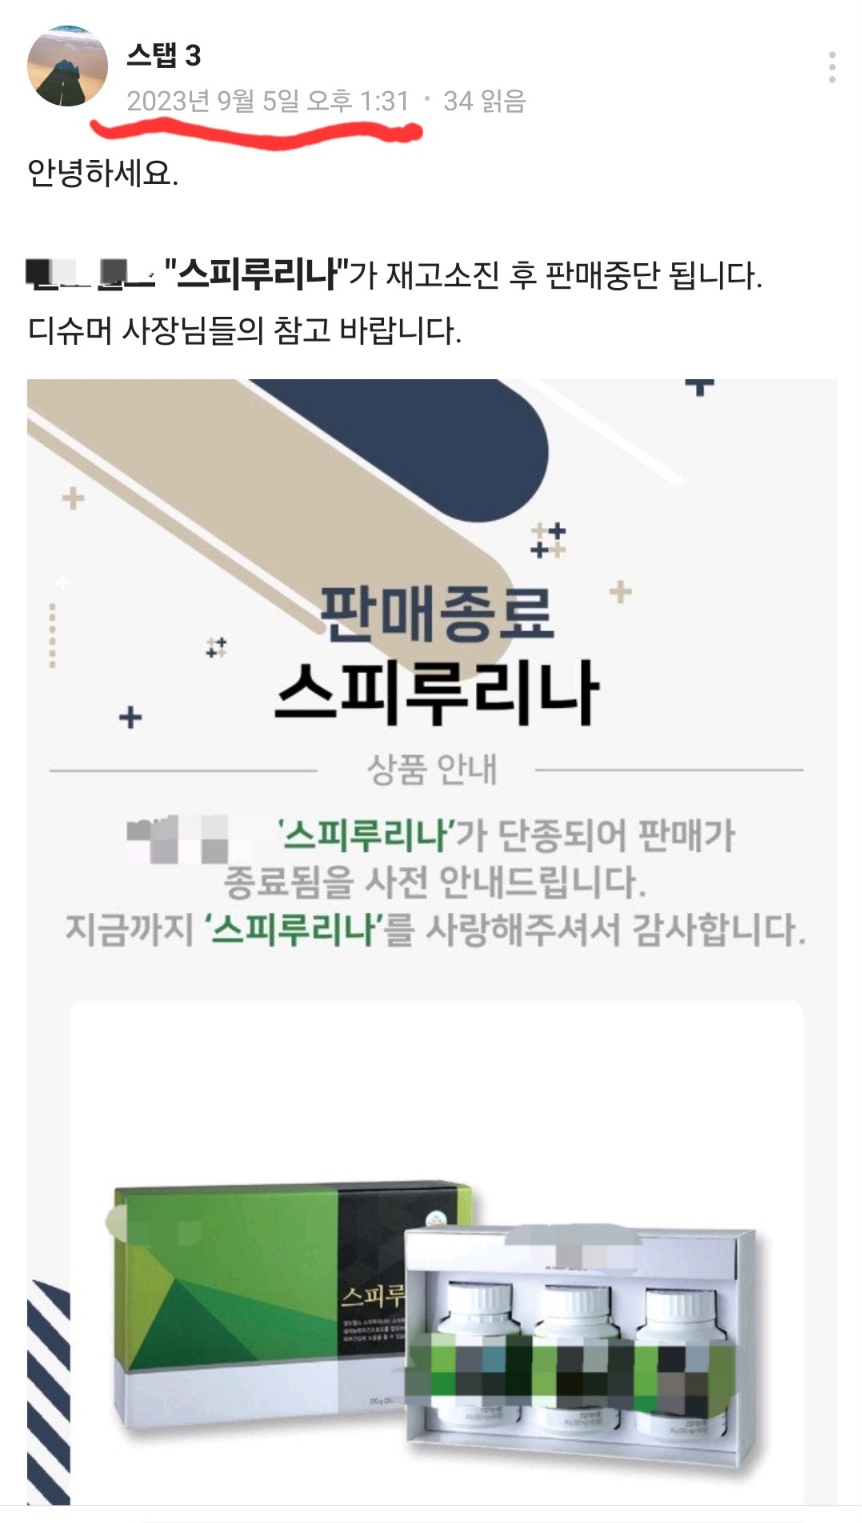 스탭 3
2023년 9월 5일 오후 1:31 · 34 읽음
안녕하세요.
"스피루리나"가 재고소진 후 판매중단 됩니다.
디슈머 사장님들의 참고 바랍니다.
판매종료
스피루리나
상품 안내
‘스피루리나’가 단종되어 판매가
종료됨을 사전 안내드립니다.
지금까지 ‘스피루리나’를 사랑해주셔서 감사합니다.
스피루